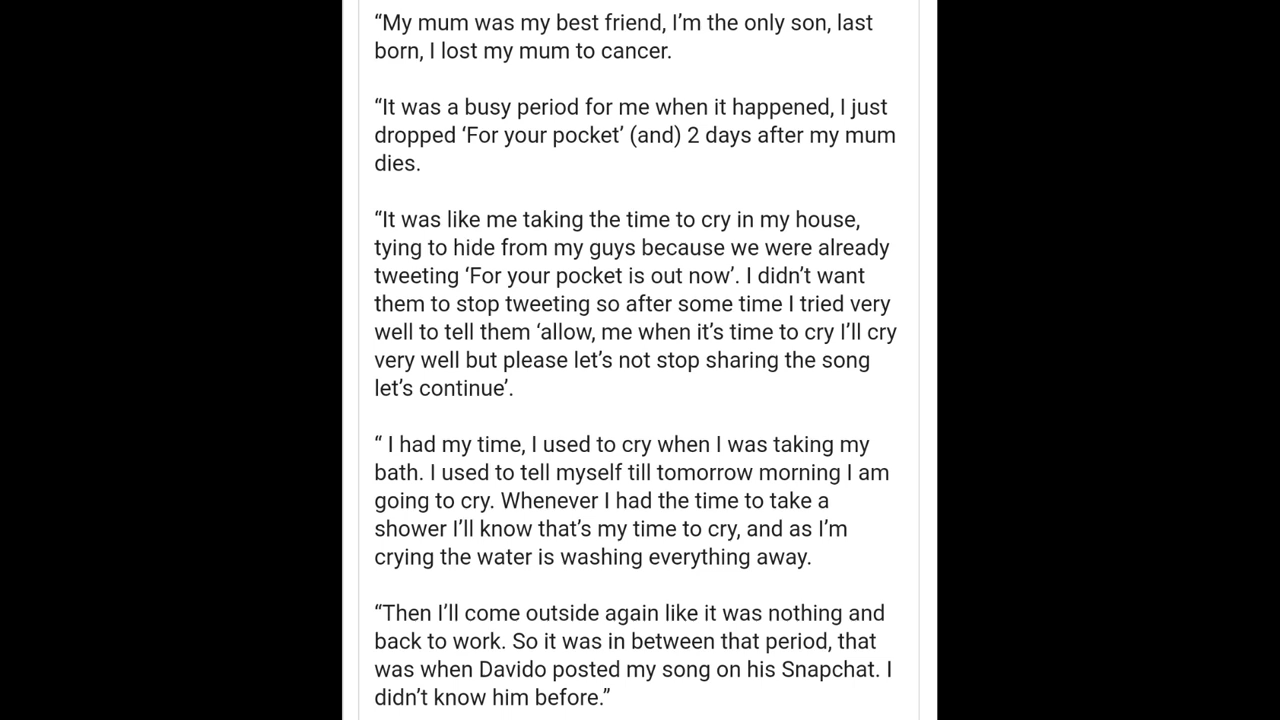 “My mum was my best friend, I’m the only son, last
born, I lost my mum to cancer.
“It was a busy period for me when it happened, I just
dropped ‘For your pocket’ (and) 2 days after my mum
dies.
“It was like me taking the time to cry in my house,
tying to hide from my guys because we were already
tweeting ‘For your pocket is out now’. I didn’t want
them to stop tweeting so after some time I tried very
well to tell them ‘allow, me when it’s time to cry I’ll cry
very well but please let’s not stop sharing the song
let’s continue’.
“ I had my time, I used to cry when I was taking my
bath. I used to tell myself till tomorrow morning I am
going to cry. Whenever I had the time to take a
shower I’ll know that’s my time to cry, and as I’m
crying the water is washing everything away.
“Then I’ll come outside again like it was nothing and
back to work. So it was in between that period, that
was when Davido posted my song on his Snapchat. I
didn’t know him before.”